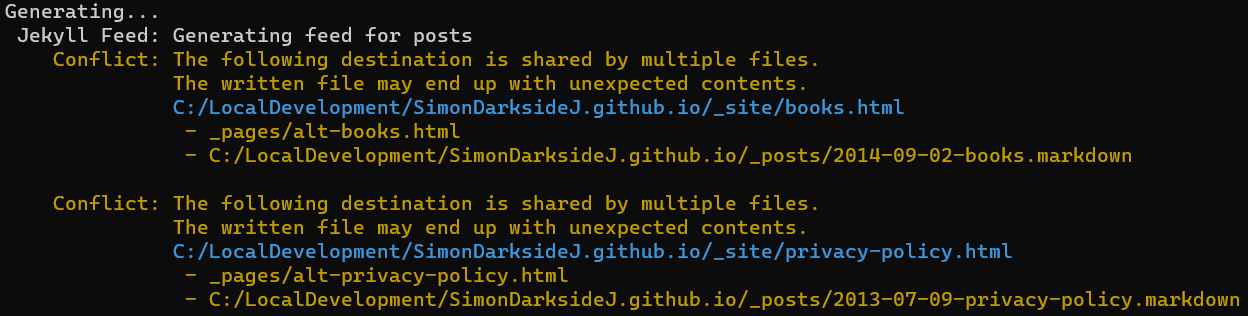 Generating...
Jekyll Feed: Generating feed for posts
Conflict: The following destination is shared by multiple files.
The written file may end up with unexpected contents.
C:/LocalDevelopment/SimonDarksideJ.github.io/_site/books.html
- _pages/alt-books.html
- C:/LocalDevelopment/SimonDarksideJ.github.io/_posts/2014-09-02-books.markdown
Conflict: The following destination is shared by multiple files.
The written file may end up with unexpected contents.
C:/LocalDevelopment/SimonDarksideJ.github.io/_site/privacy-policy.html
- _pages/alt-privacy-policy.html
- C:/LocalDevelopment/SimonDarksideJ.github.io/_posts/2013-07-09-privacy-policy.markdown